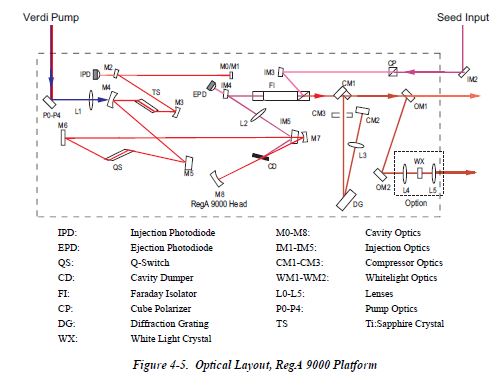 Verdi Pump
Seed Input
IPD
M2
M0/M1
IM3
CP
IM2
EPD
IM4
FI
CM1
M4
TS
M3
L1
P0-P4
M6
L2
IM5
M7
CM3
CM2
OM1
QS
M5
CD
M8
L3
OM2
WX
L4
L5
Option
RegA 9000 Head
DG
IPD: Injection Photodiode M0-M8: Cavity Optics
EPD: Ejection Photodiode IM1-IM5: Injection Optics
QS: Q-Switch CM1-CM3: Compressor Optics
CD: Cavity Dumper WM1-WM2: Whitelight Optics
FI: Faraday Isolator L0-L5: Lenses
CP: Cube Polarizer P0-P4: Pump Optics
DG: Diffraction Grating TS Ti:Sapphire Crystal
WX: White Light Crystal
Figure 4-5. Optical Layout, RegA 9000 Platform